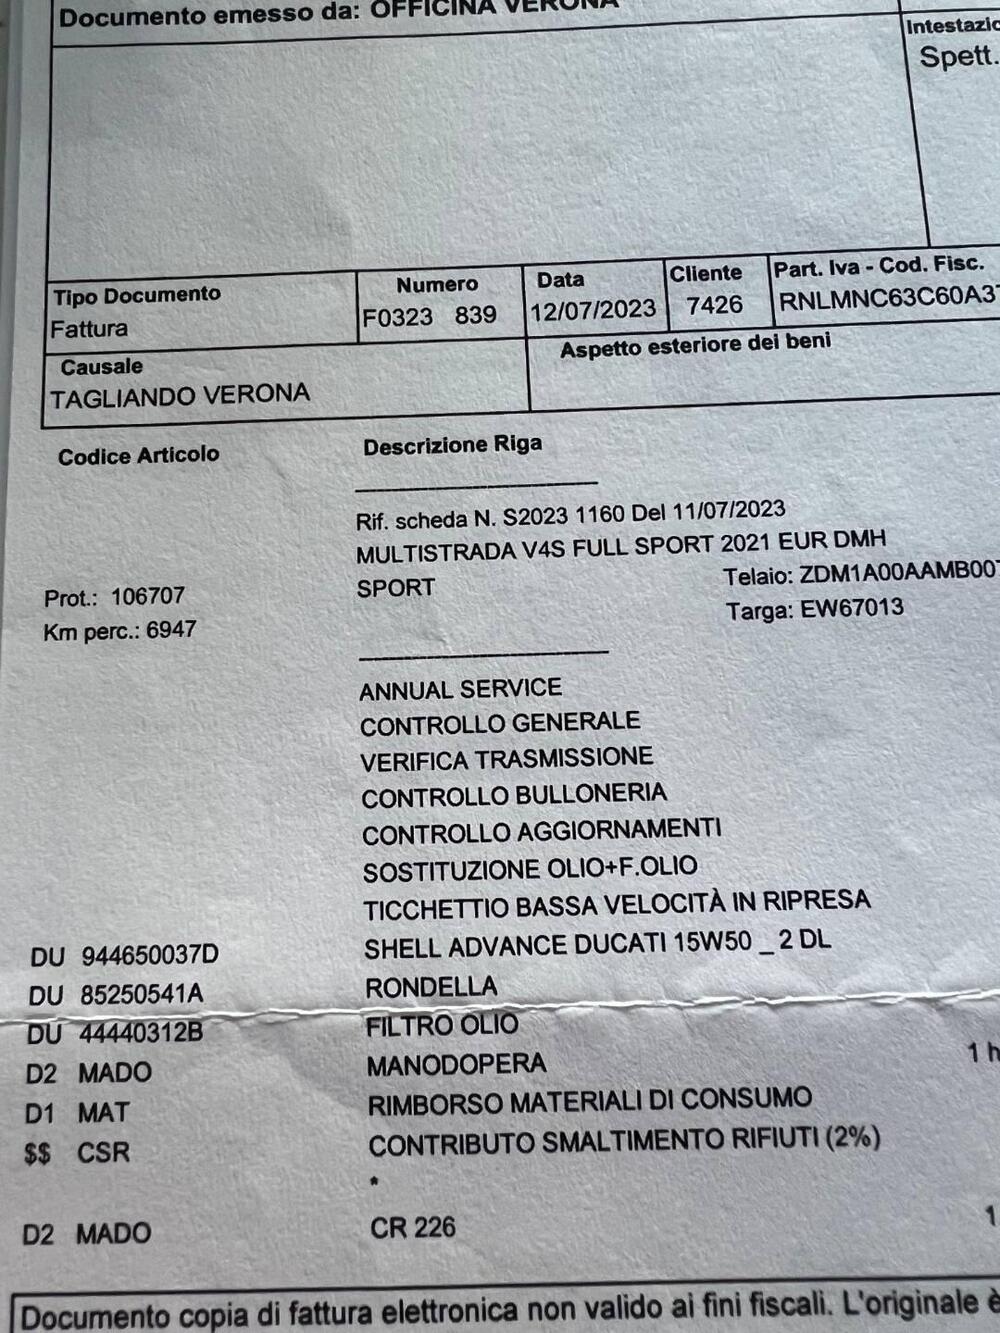 Documento emesso da: OFFICINA VERONA
Intestazio
Spett.
Tipo Documento Numero Data Cliente Part. Iva - Cod. Fisc.
Fattura F0323 839 12/07/2023 7426 RNLMNC63C60A37
Causale Aspetto esteriore dei beni
TAGLIANDO VERONA
Codice Articolo Descrizione Riga
Rif. scheda N. S2023 1160 Del 11/07/2023
MULTISTRADA V4S FULL SPORT 2021 EUR DMH
Prot.: 106707 SPORT Telaio: ZDM1A00AAMB007
Km perc.: 6947 Targa: EW67013
ANNUAL SERVICE
CONTROLLO GENERALE
VERIFICA TRASMISSIONE
CONTROLLO BULLONERIA
CONTROLLO AGGIORNAMENTI
SOSTITUZIONE OLIO+F.OLIO
TICCHETTIO BASSA VELOCITÀ IN RIPRESA
DU 944650037D SHELL ADVANCE DUCATI 15W50 _ 2 DL
DU 85250541A RONDELLA
DU 44440312B FILTRO OLIO
D2 MADO MANODOPERA 1 h
D1 MAT RIMBORSO MATERIALI DI CONSUMO
$$ CSR CONTRIBUTO SMALTIMENTO RIFIUTI (2%)
*
D2 MADO CR 226 1
Documento copia di fattura elettronica non valido ai fini fiscali. L'originale è